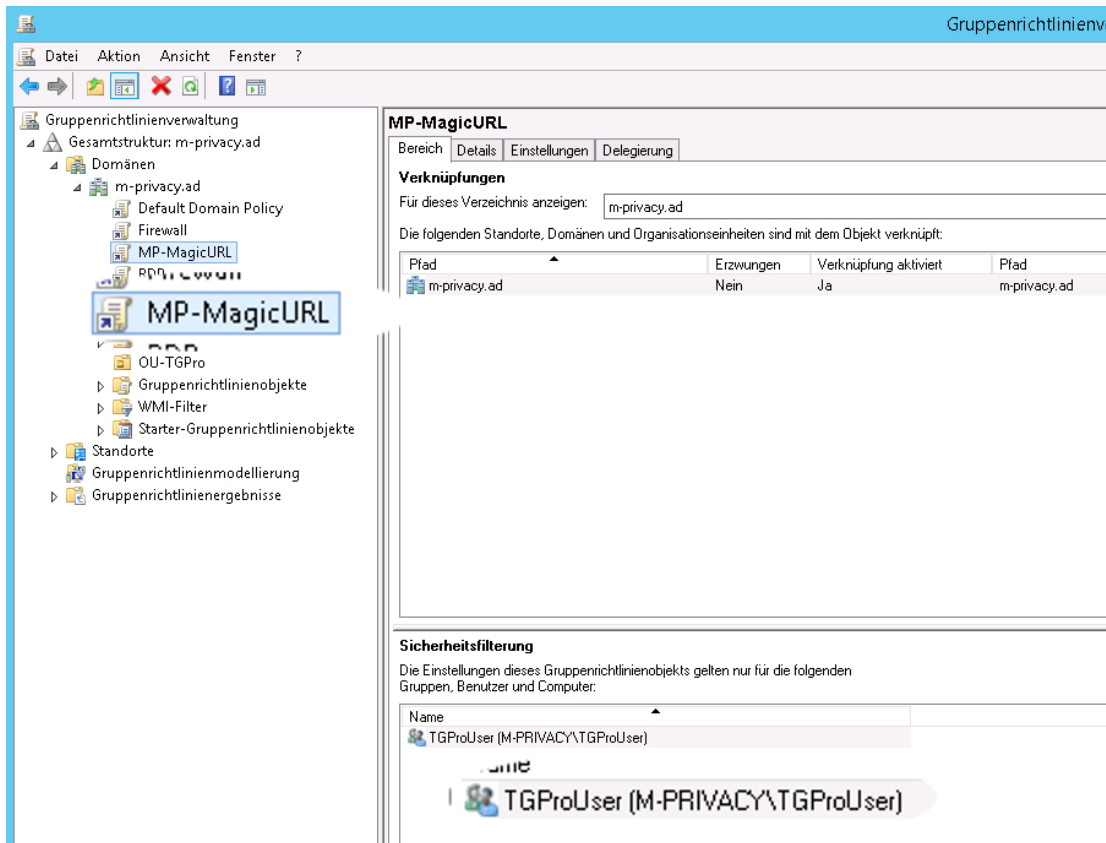 Gruppenrichtlinienv
Datei Aktion Ansicht Fenster ?
Gruppenrichtlinienverwaltung
Gesamtstruktur: m-privacy.ad
Domänen
m-privacy.ad
Default Domain Policy
Firewall
MP-MagicURL
MP-MagicURL
OU-TGPro
Gruppenrichtlinienobjekte
WMI-Filter
Starter-Gruppenrichtlinienobjekte
Standorte
Gruppenrichtlinienmodellierung
Gruppenrichtlinienergebnisse
MP-MagicURL
Bereich Details Einstellungen Delegierung
Verknüpfungen
Für dieses Verzeichnis anzeigen: m-privacy.ad
Die folgenden Standorte, Domänen und Organisationseinheiten sind mit dem Objekt verknüpft:
Pfad Erzwungen Verknüpfung aktiviert Pfad
m-privacy.ad Nein Ja m-privacy.ad
Sicherheitsfilterung
Die Einstellungen dieses Gruppenrichtlinienobjekts gelten nur für die folgenden
Gruppen, Benutzer und Computer:
Name
TGProUser (M-PRIVACY\TGProUser)
TGProUser (M-PRIVACY\TGProUser)